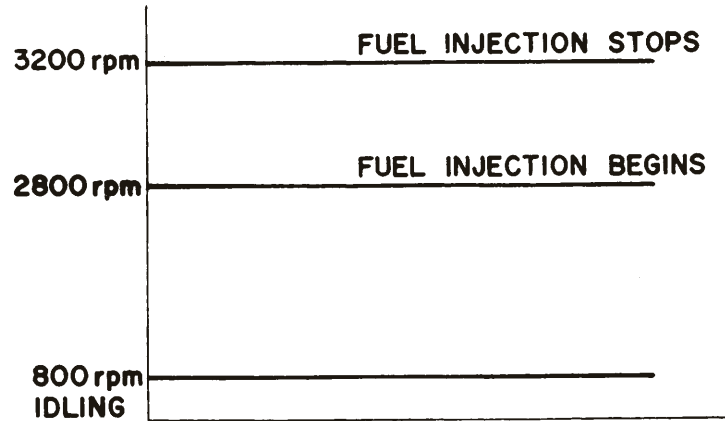 FUEL INJECTION STOPS
3200 rpm
FUEL INJECTION BEGINS
2800 rpm
800 rpm
IDLING